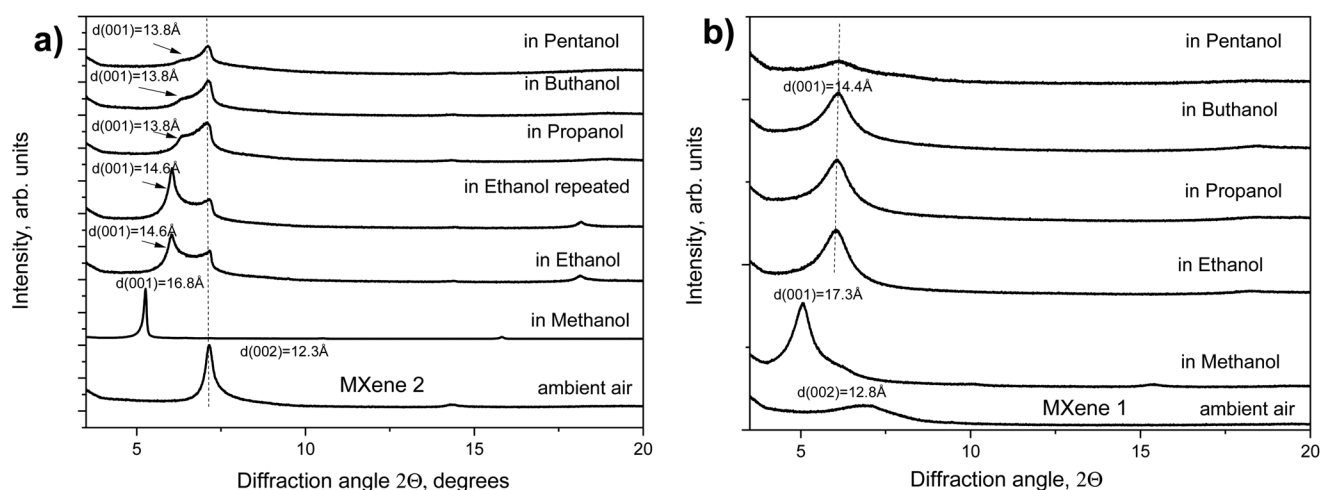 a)
d(001)=13.8Å
in Pentanol
d(001)=13.8Å
in Buthanol
d(001)=13.8Å
in Propanol
d(001)=14.6Å
in Ethanol repeated
d(001)=14.6Å
in Ethanol
d(001)=16.8Å
in Methanol
d(002)=12.3Å
MXene 2
ambient air
Intensity, arb. units
5
10
15
20
Diffraction angle 2Θ, degrees
b)
in Pentanol
d(001)=14.4Å
in Buthanol
in Propanol
in Ethanol
d(001)=17.3Å
in Methanol
d(002)=12.8Å
MXene 1
ambient air
Intensity, arb. units
5
10
15
20
Diffraction angle, 2Θ